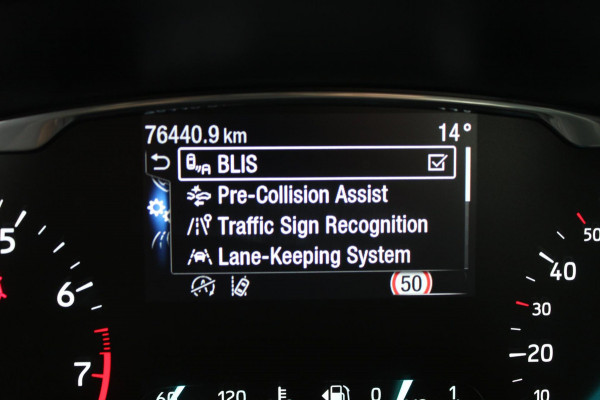 76440.9 km 14°
BLIS
Pre-Collision Assist
Traffic Sign Recognition
Lane-Keeping System
50
5
6
7
50
40
30
20
10
120
0
1